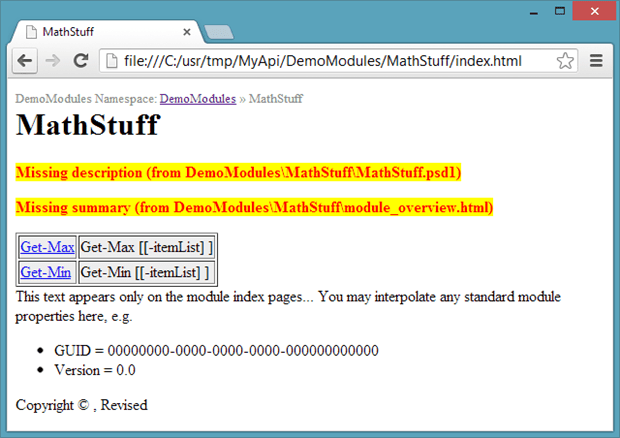 MathStuff
file:///C:/usr/tmp/MyApi/DemoModules/MathStuff/index.html
DemoModules Namespace: DemoModules » MathStuff
MathStuff
Missing description (from DemoModules\MathStuff\MathStuff.psd1)
Missing summary (from DemoModules\MathStuff\module_overview.html)
Get-Max Get-Max [[-itemList] ]
Get-Min Get-Min [[-itemList] ]
This text appears only on the module index pages... You may interpolate any standard module
properties here, e.g.
• GUID = 00000000-0000-0000-0000-000000000000
• Version = 0.0
Copyright © , Revised